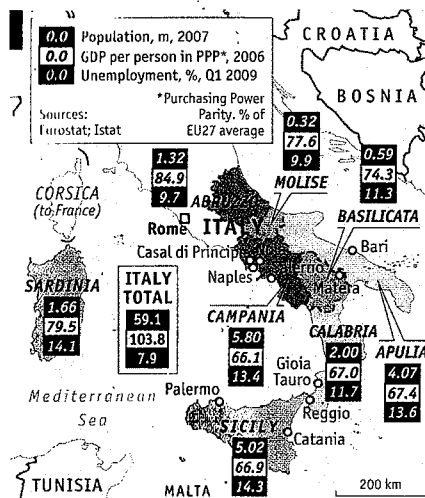 CROATIA
0.0 Population, m, 2007
0.0 GDP per person in PPP*, 2006
0.0 Unemployment, %, Q1 2009
*Purchasing Power
Parity. % of
EU27 average
Sources:
Eurostat; Istat
BOSNIA
0.32
77.6
9.9
MOLISE
0.59
74.3
11.3
BASILICATA
1.32
84.9
9.7
CORSICA
(to France)
Rome
ITALY
Bari
Casal di Principe
Naples
Matera
SARDINIA
1.66
79.5
14.1
ITALY
TOTAL
59.1
103.8
7.9
CAMPANIA
5.80
66.1
13.4
CALABRIA
2.00
67.0
11.7
APULIA
4.07
67.4
13.6
Gioia
Tauro
Reggio
Mediterranean
Sea
Palermo
SICILY
5.02
66.9
14.3
Catania
TUNISIA
MALTA
200 km